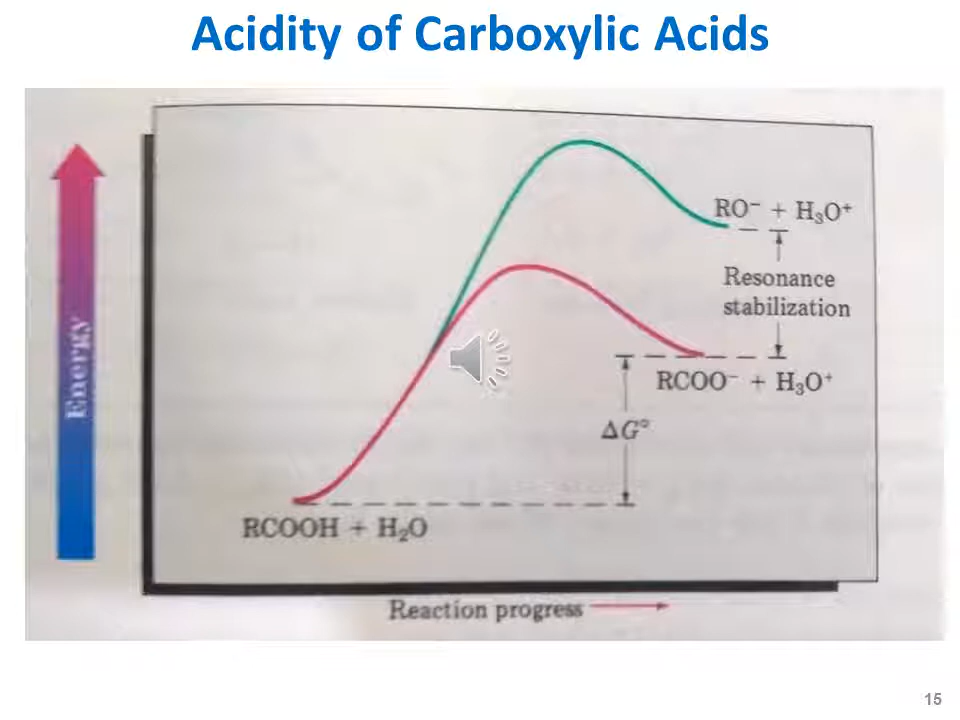 Acidity of Carboxylic Acids
RO⁻ + H₃O⁺
Resonance
stabilization
RCOO⁻ + H₃O⁺
ΔG°
RCOOH + H₂O
Energy
Reaction progress
15